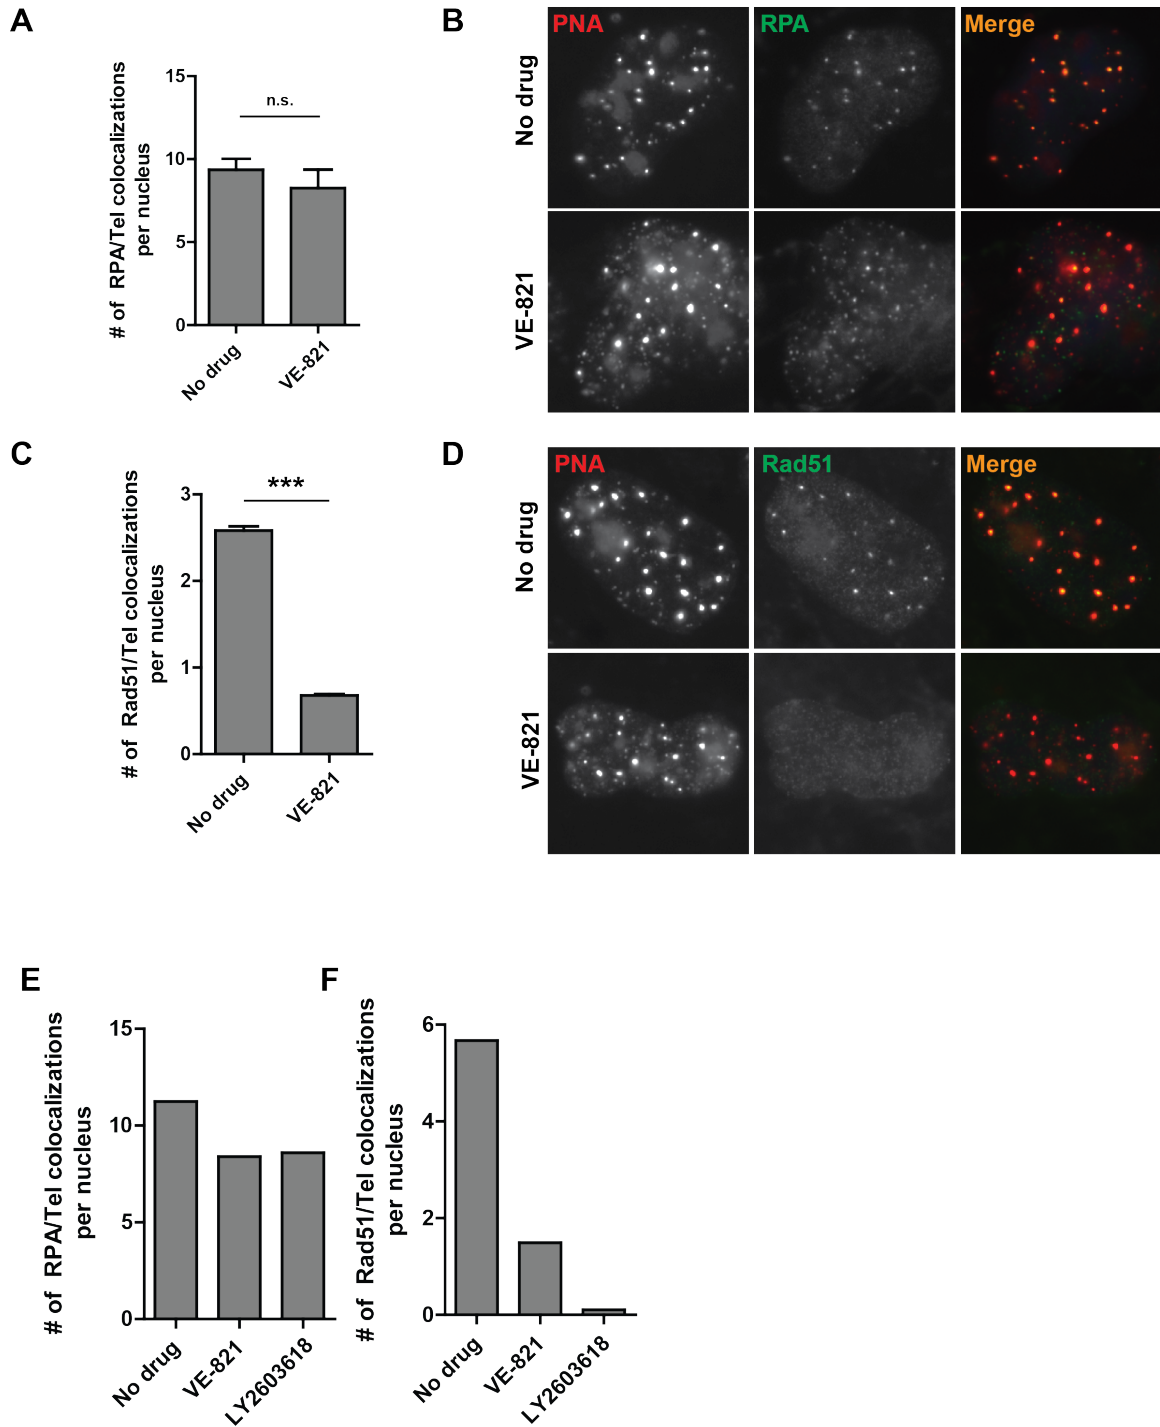 A
# of RPA/Tel colocalizations
per nucleus
15
10
5
0
n.s.
No drug
VE-821
B
PNA
RPA
Merge
No drug
VE-821
C
# of Rad51/Tel colocalizations
per nucleus
3
2
1
0
***
No drug
VE-821
D
PNA
Rad51
Merge
No drug
VE-821
E
# of RPA/Tel colocalizations
per nucleus
15
10
5
0
No drug
VE-821
LY2603618
F
# of Rad51/Tel colocalizations
per nucleus
6
4
2
0
No drug
VE-821
LY2603618